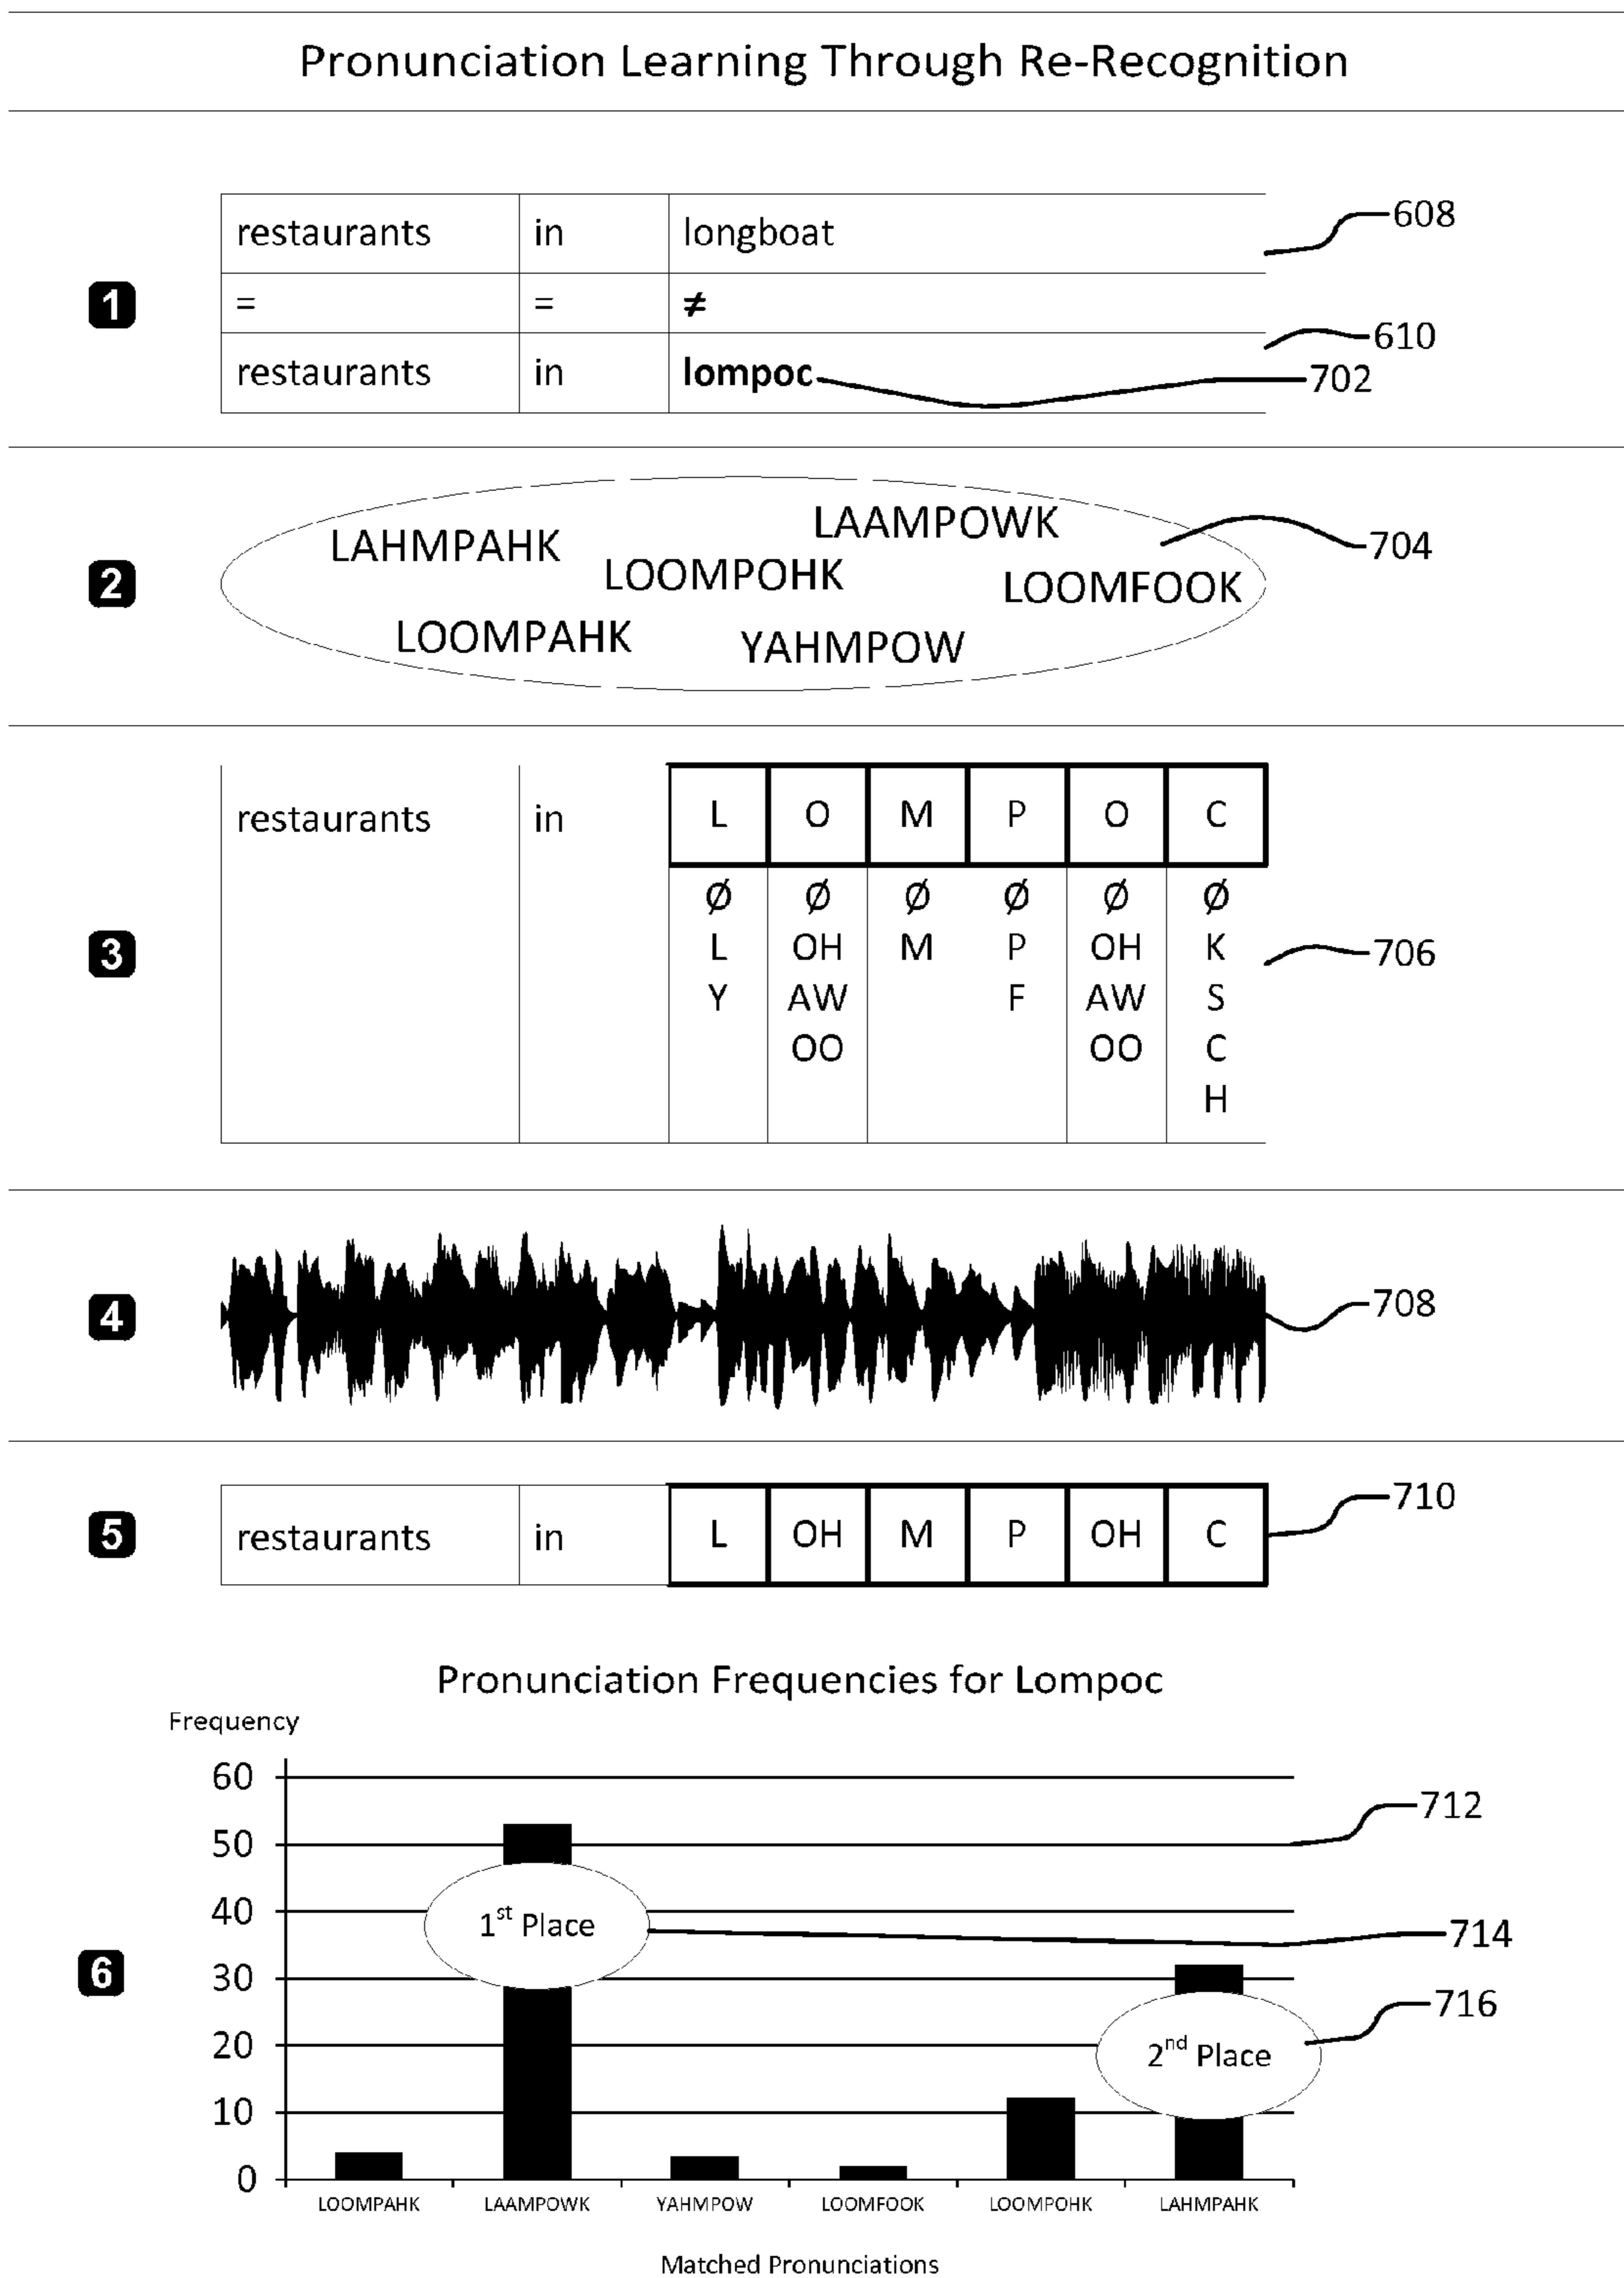 Pronunciation Learning Through Re-Recognition
restaurants in longboat 608
1 = = ≠
610
restaurants in lompoc 702
LAAMPOWK
LAHMPAHK 704
2 LOOMPOHK LOOMFOOK
LOOMPAHK YAHMPOW
restaurants in L O M P O C
Ø Ø Ø Ø Ø Ø
3 L OH M P OH K 706
Y AW F AW S
OO OO C
H
4 708
710
5 restaurants in L OH M P OH C
Pronunciation Frequencies for Lompoc
Frequency
60
712
50
40 1st Place
714
6 30
716
20 2nd Place
10
0
LOOMPAHK LAAMPOWK YAHMPOW LOOMFOOK LOOMPOHK LAHMPAHK
Matched Pronunciations